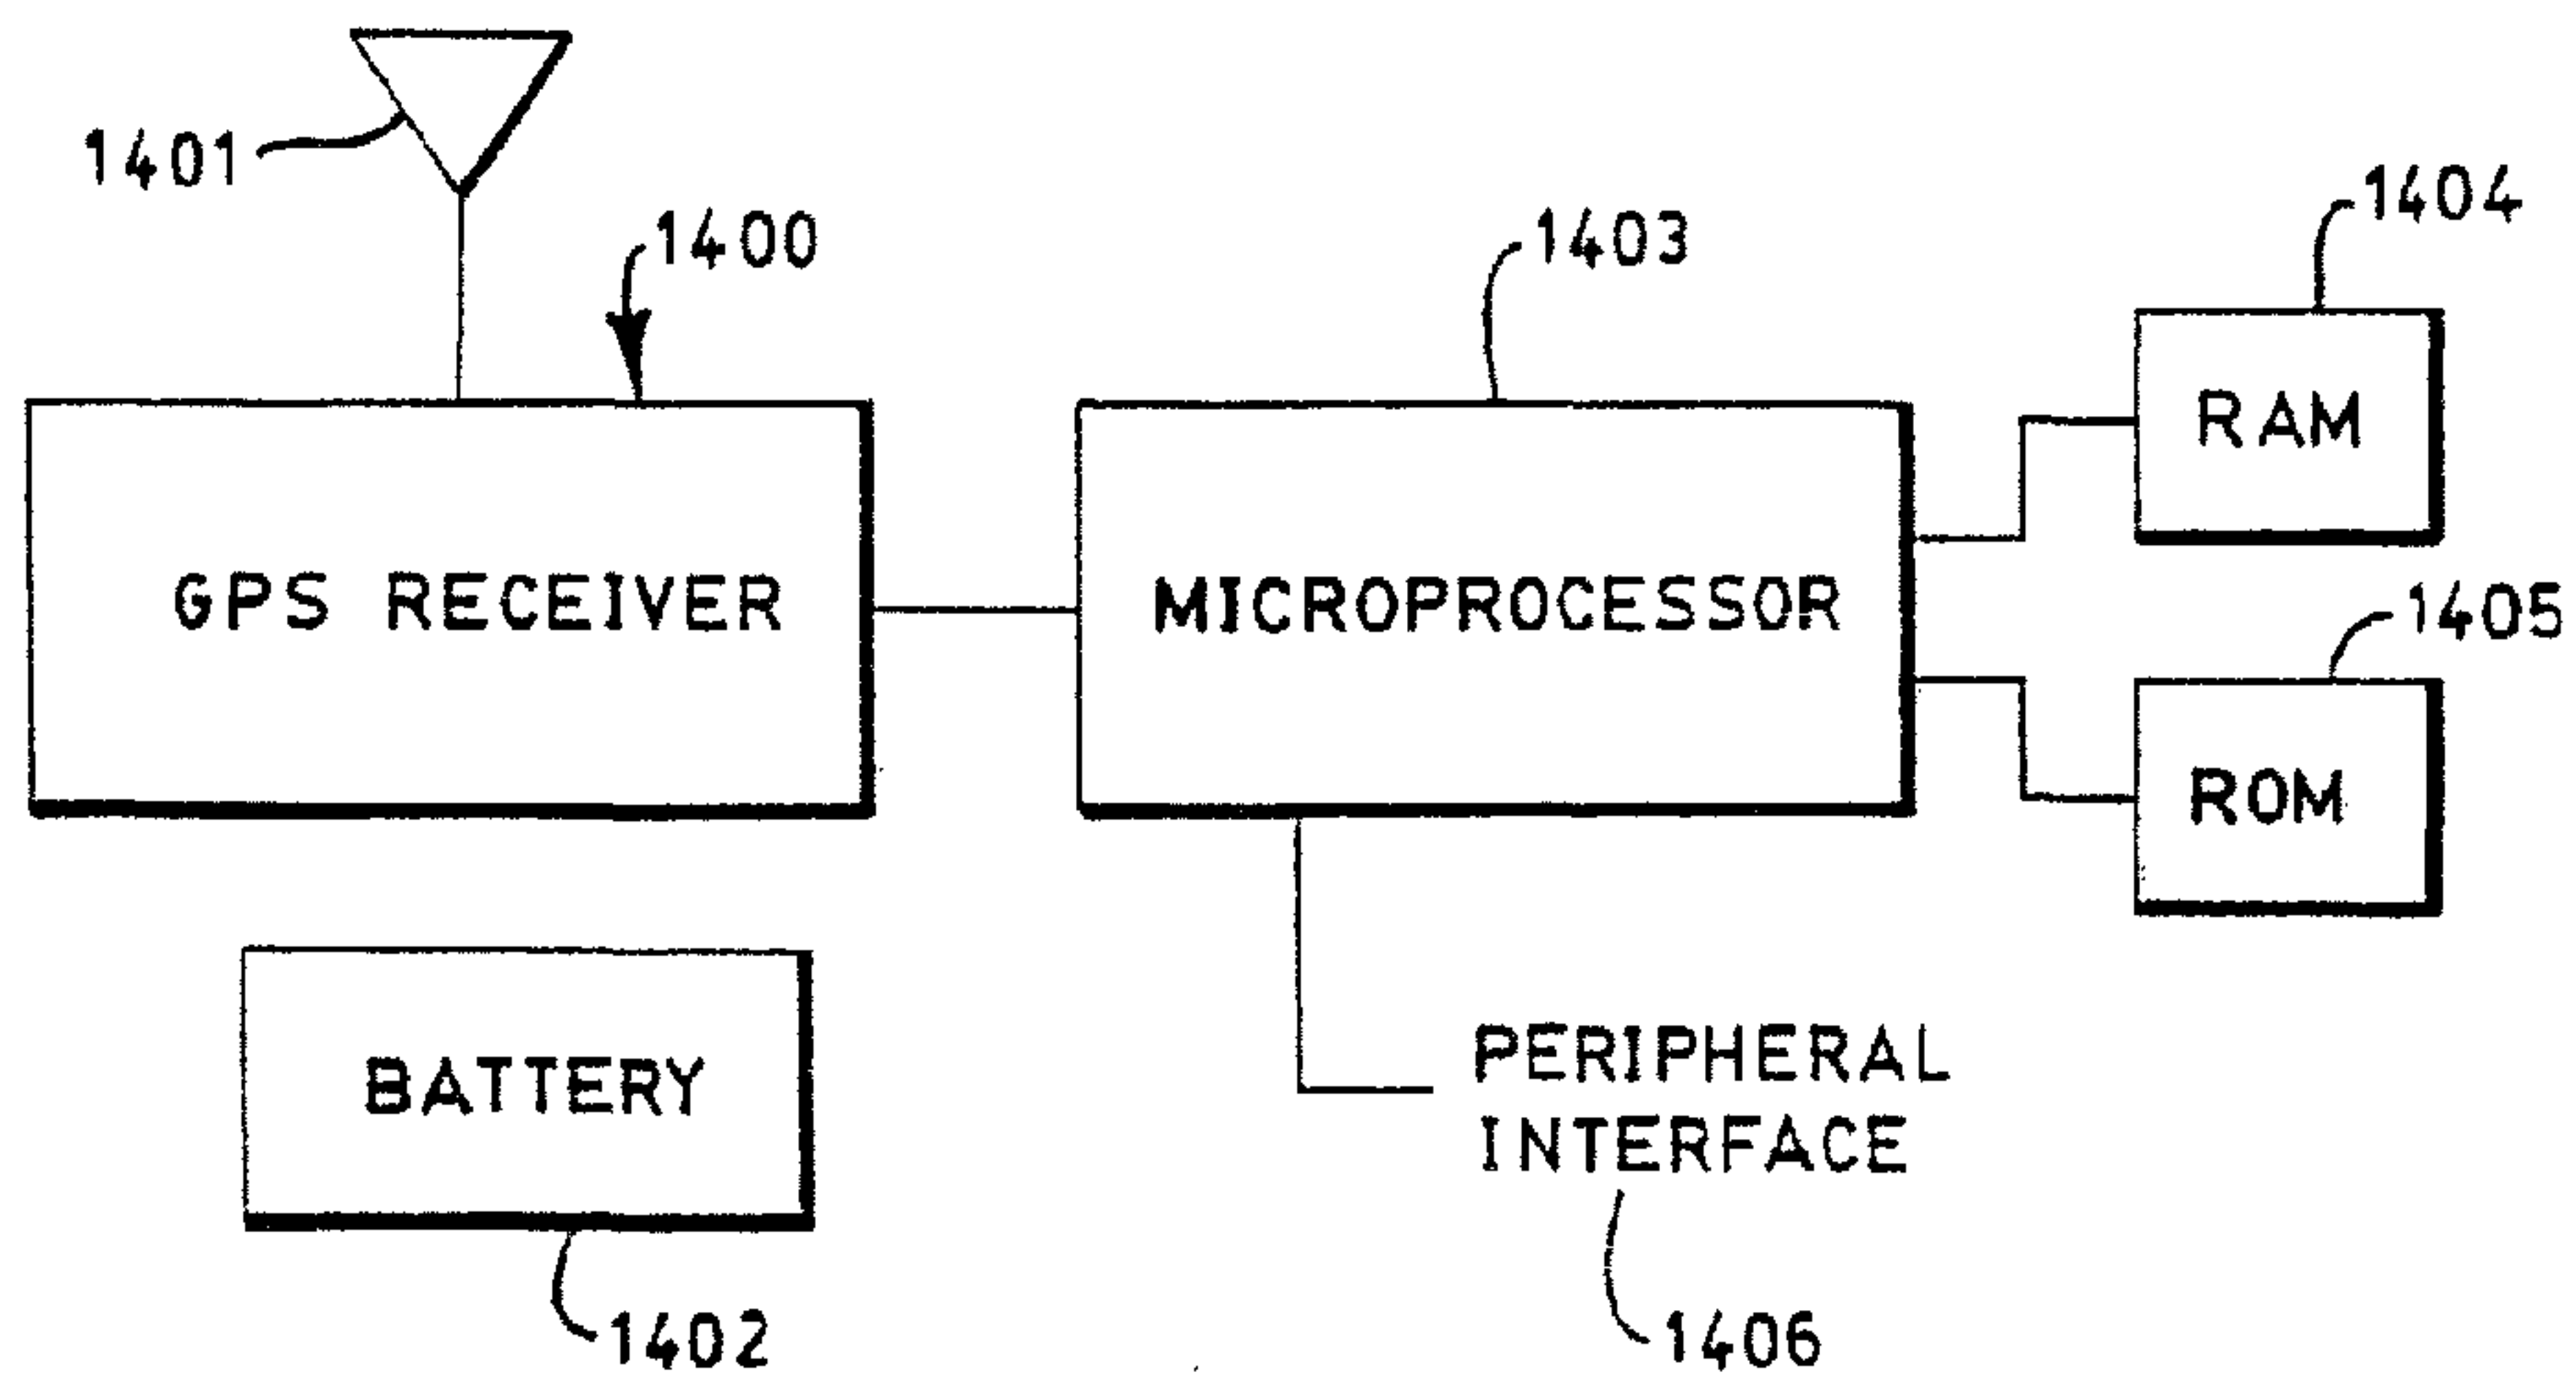 1401
1400
1403
1404
GPS RECEIVER
MICROPROCESSOR
RAM
1405
ROM
BATTERY
PERIPHERAL
INTERFACE
1402
1406